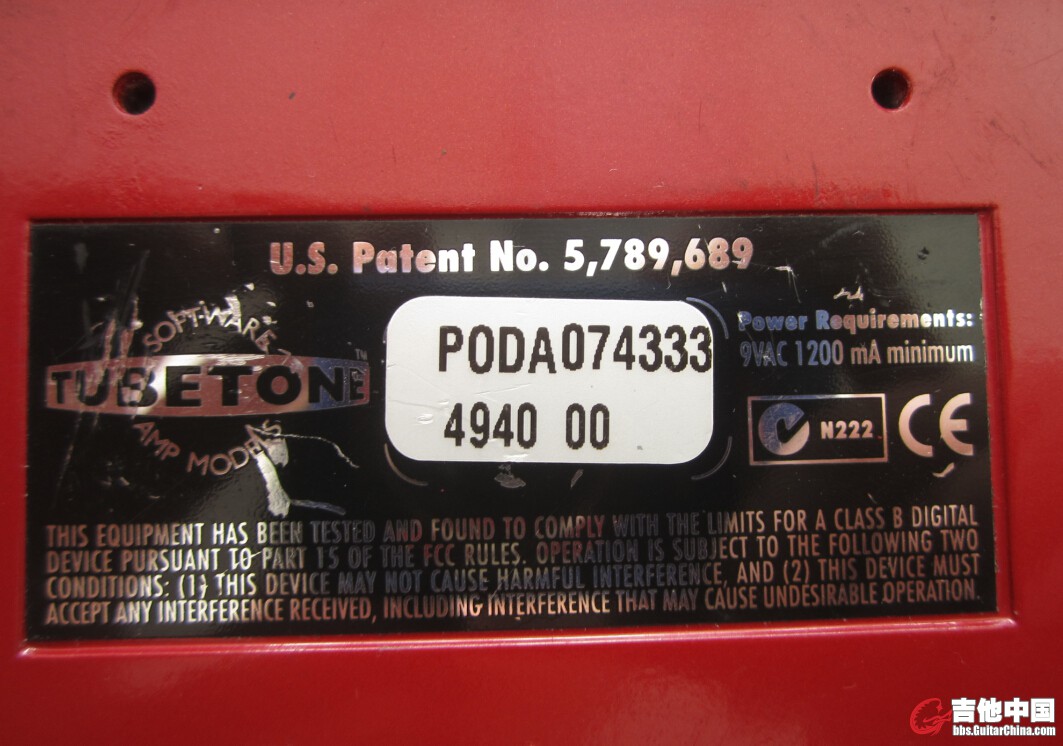 U.S. Patent No. 5,789,689
SOFTWARE
TUBETONE™
AMP MODELS
PODA074333
4940 00
Power Requirements:
9VAC 1200 mA minimum
N222
CE
THIS EQUIPMENT HAS BEEN TESTED AND FOUND TO COMPLY WITH THE LIMITS FOR A CLASS B DIGITAL
DEVICE PURSUANT TO PART 15 OF THE FCC RULES. OPERATION IS SUBJECT TO THE FOLLOWING TWO
CONDITIONS: (1) THIS DEVICE MAY NOT CAUSE HARMFUL INTERFERENCE, AND (2) THIS DEVICE MUST
ACCEPT ANY INTERFERENCE RECEIVED, INCLUDING INTERFERENCE THAT MAY CAUSE UNDESIRABLE OPERATION.
吉他中国
bbs.GuitarChina.com